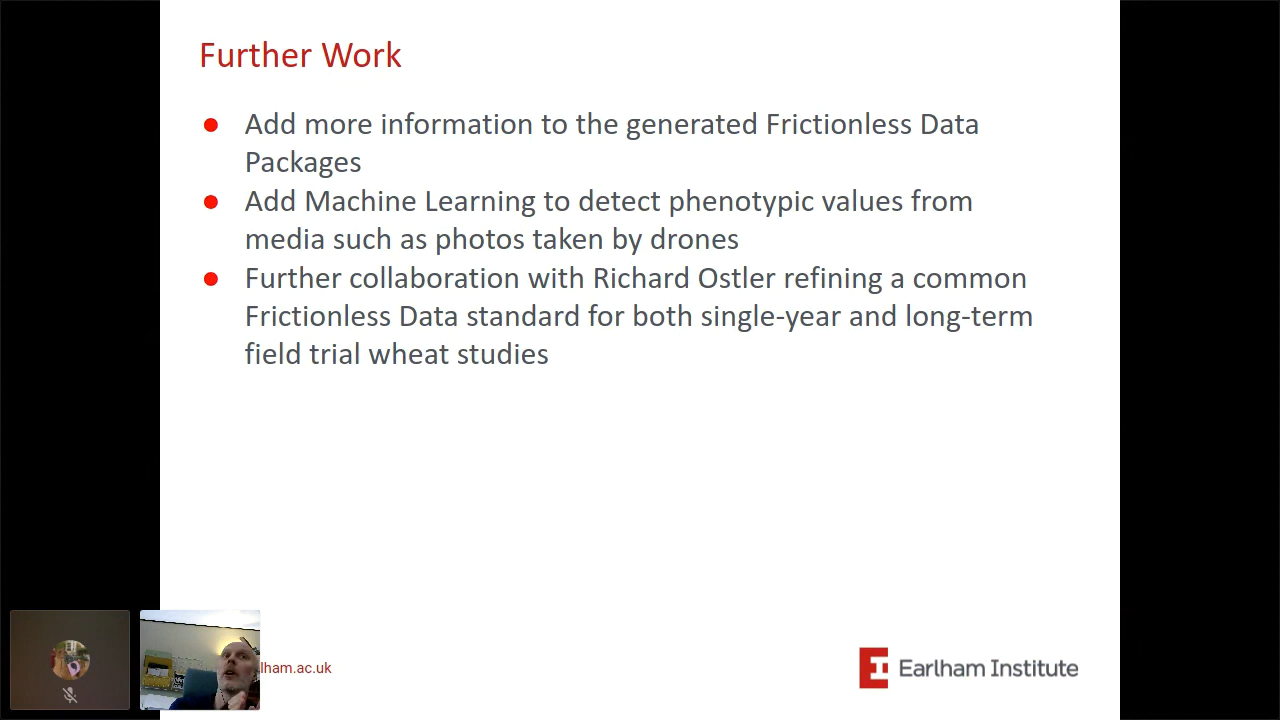 Further Work
● Add more information to the generated Frictionless Data
Packages
● Add Machine Learning to detect phenotypic values from
media such as photos taken by drones
● Further collaboration with Richard Ostler refining a common
Frictionless Data standard for both single-year and long-term
field trial wheat studies
lham.ac.uk
Earlham Institute